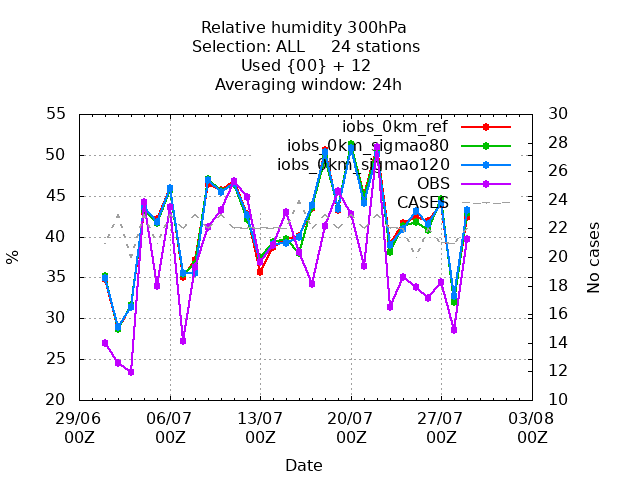 Relative humidity 300hPa
Selection: ALL 24 stations
Used {00} + 12
Averaging window: 24h
55 30
50 28
45 26
40 24
35 22
30 20
25 18
20 16
14
12
10
iobs_0km_ref
iobs_0km_sigmao80
iobs_0km_sigmao120
OBS
CASES
%
No cases
29/06 06/07 13/07 20/07 27/07 03/08
00Z 00Z 00Z 00Z 00Z 00Z
Date